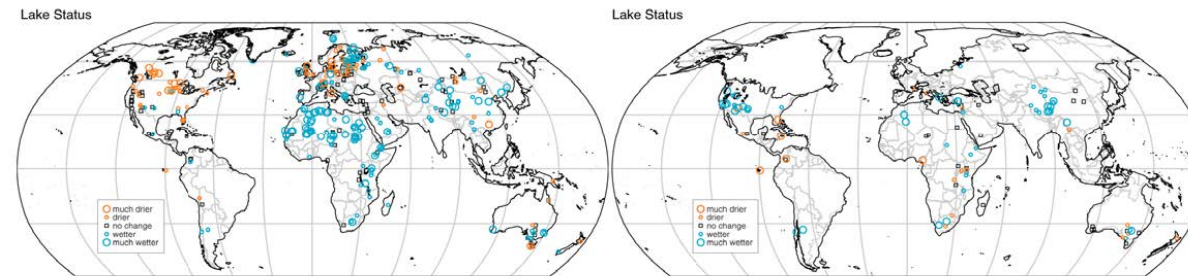 Lake Status
much drier
drier
no change
wetter
much wetter
Lake Status
much drier
drier
no change
wetter
much wetter